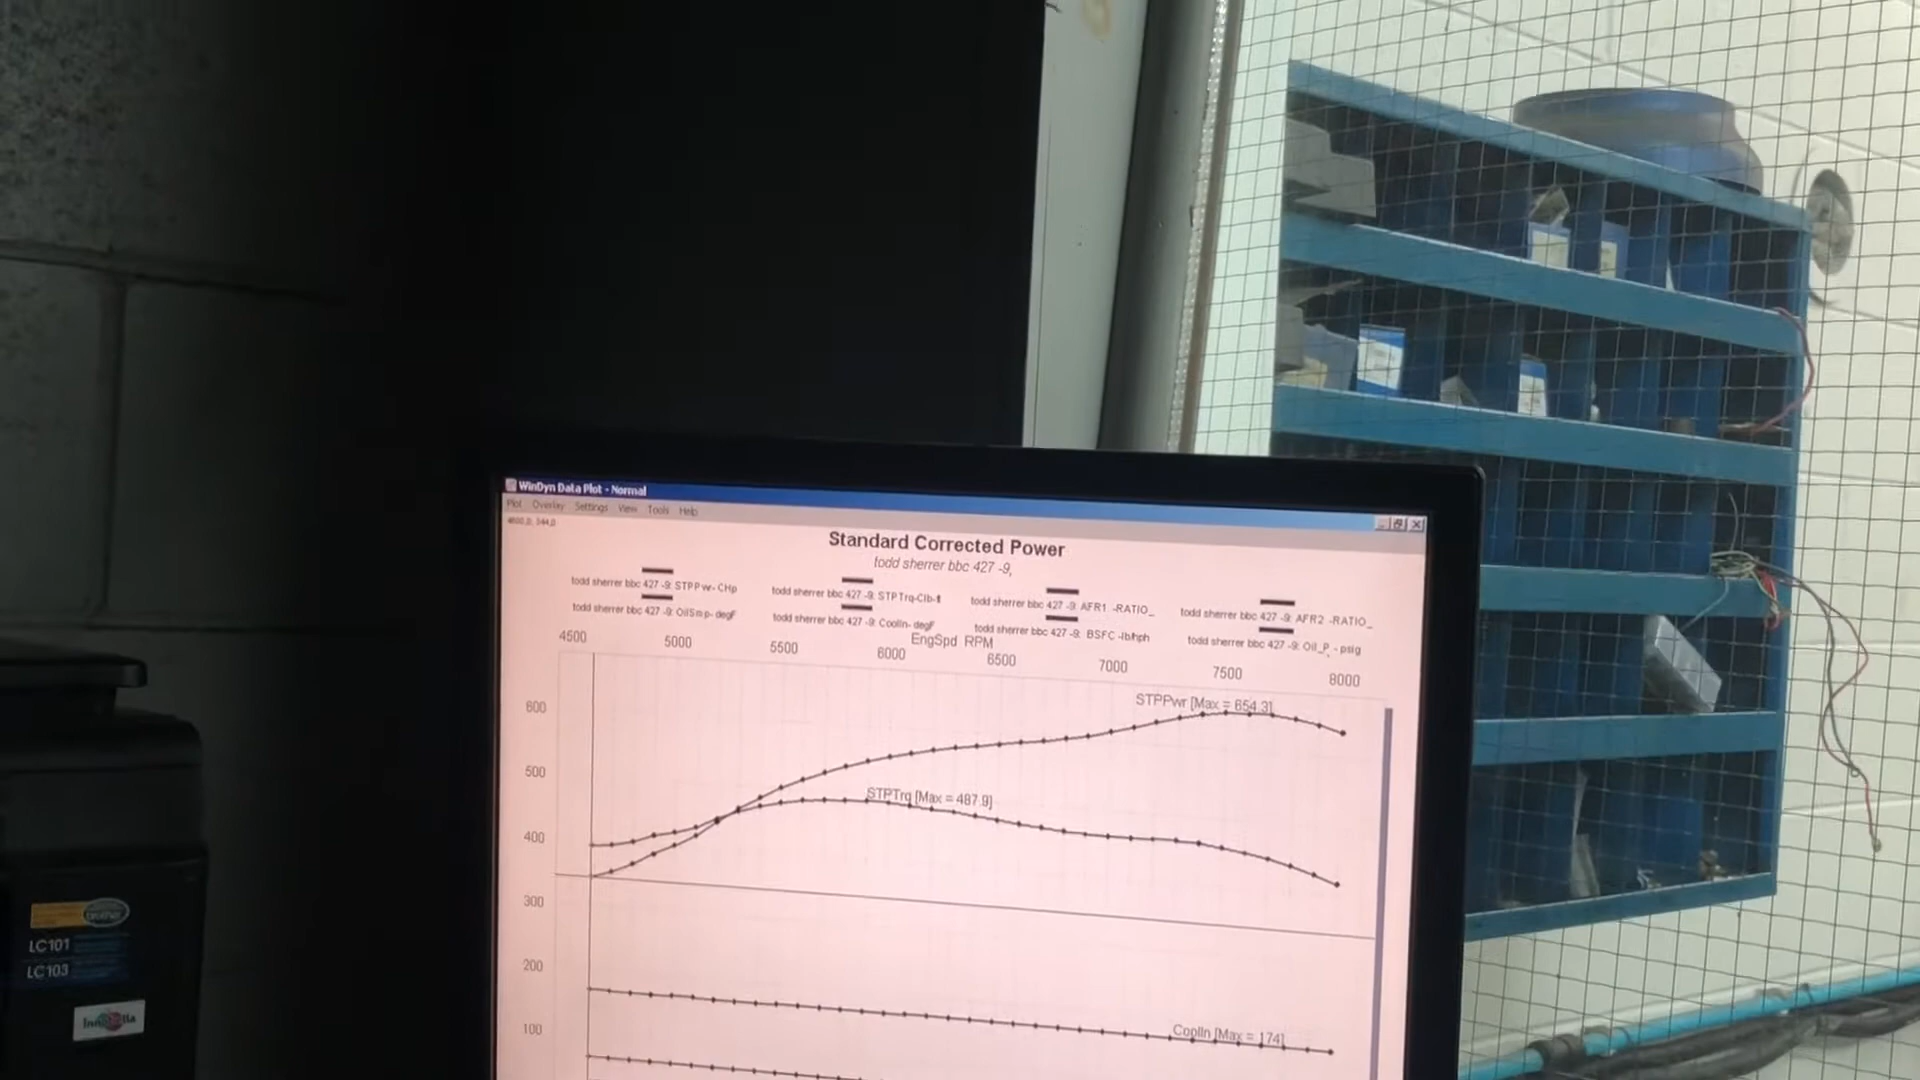 WinDyn Data Plot - Normal
Plot Overlay Settings View Tools Help
Standard Corrected Power
todd sherrer bbc 427 -9,
todd sherrer bbc 427 -9: STPPwr- CHp
todd sherrer bbc 427 -9: STPTrq-Clb-ft
todd sherrer bbc 427 -9: AFR1 -RATIO_
todd sherrer bbc 427 -9: AFR2 -RATIO_
todd sherrer bbc 427 -9: degF
todd sherrer bbc 427 -9: CoolIn- degF
todd sherrer bbc 427 -9: BSFC -lb/hph
todd sherrer bbc 427 -9: Oil_P_ - psig
EngSpd RPM
4500 5000 5500 6000 6500 7000 7500 8000
STPPwr [Max = 654.3]
600
500
STPTrq [Max = 487.9]
400
300
200
100
CoolIn [Max = 174]
brother
LC101
LC103